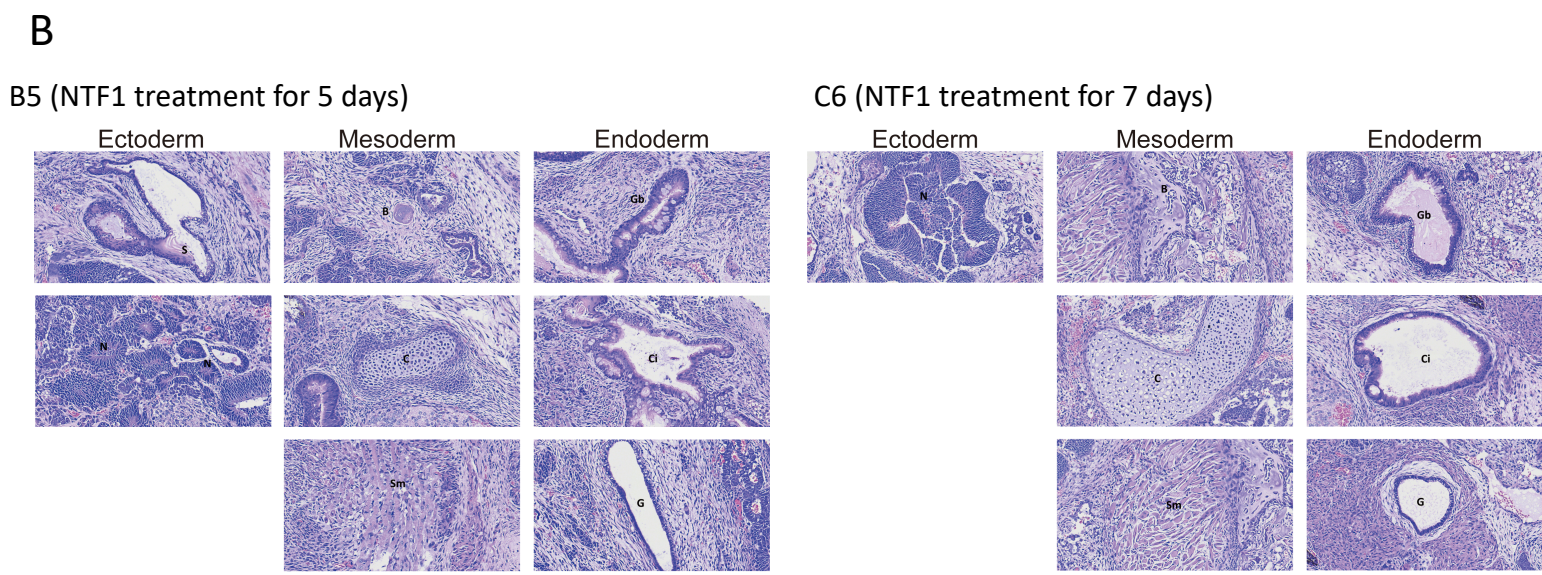 B
B5 (NTF1 treatment for 5 days)
C6 (NTF1 treatment for 7 days)
Ectoderm Mesoderm Endoderm
Ectoderm Mesoderm Endoderm
S B Gb
N B Gb
N N C Ci
C Ci
Sm G
Sm G